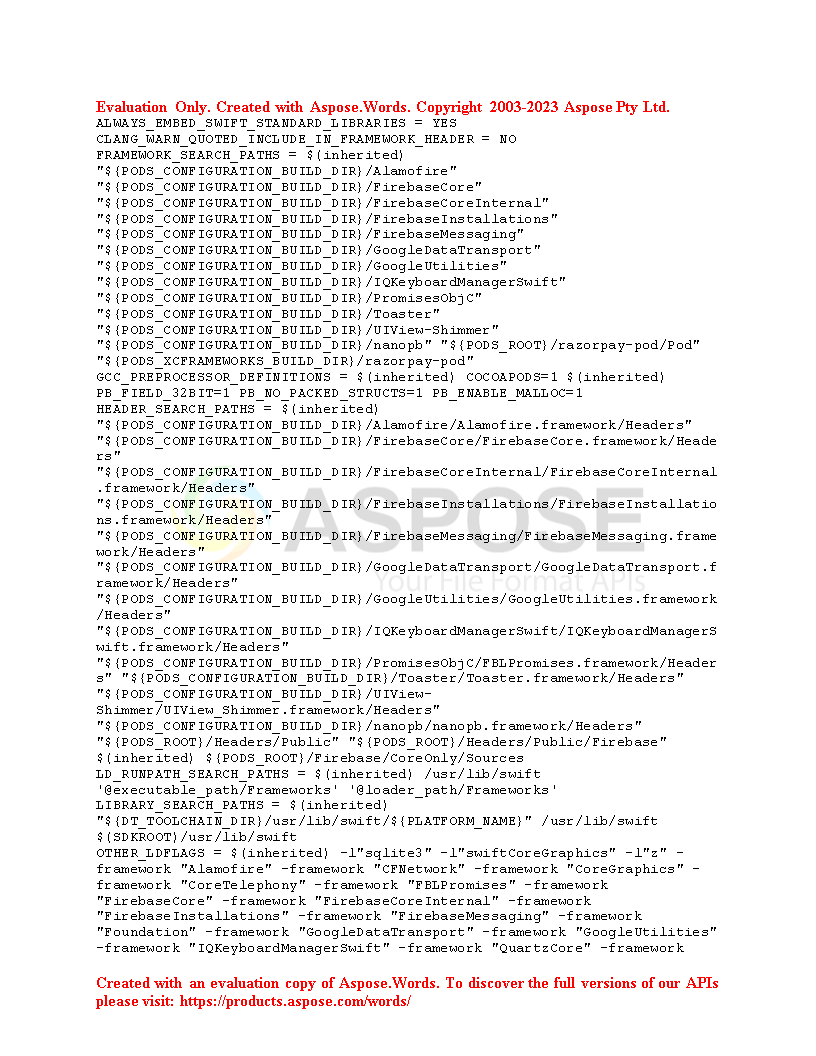 Evaluation Only. Created with Aspose.Words. Copyright 2003-2023 Aspose Pty Ltd.
ALWAYS_EMBED_SWIFT_STANDARD_LIBRARIES = YES
CLANG_WARN_QUOTED_INCLUDE_IN_FRAMEWORK_HEADER = NO
FRAMEWORK_SEARCH_PATHS = $(inherited)
"${PODS_CONFIGURATION_BUILD_DIR}/Alamofire"
"${PODS_CONFIGURATION_BUILD_DIR}/FirebaseCore"
"${PODS_CONFIGURATION_BUILD_DIR}/FirebaseCoreInternal"
"${PODS_CONFIGURATION_BUILD_DIR}/FirebaseInstallations"
"${PODS_CONFIGURATION_BUILD_DIR}/FirebaseMessaging"
"${PODS_CONFIGURATION_BUILD_DIR}/GoogleDataTransport"
"${PODS_CONFIGURATION_BUILD_DIR}/GoogleUtilities"
"${PODS_CONFIGURATION_BUILD_DIR}/IQKeyboardManagerSwift"
"${PODS_CONFIGURATION_BUILD_DIR}/PromisesObjC"
"${PODS_CONFIGURATION_BUILD_DIR}/Toaster"
"${PODS_CONFIGURATION_BUILD_DIR}/UIView-Shimmer"
"${PODS_CONFIGURATION_BUILD_DIR}/nanopb" "${PODS_ROOT}/razorpay-pod/Pod"
"${PODS_XCFRAMEWORKS_BUILD_DIR}/razorpay-pod"
GCC_PREPROCESSOR_DEFINITIONS = $(inherited) COCOAPODS=1 $(inherited)
PB_FIELD_32BIT=1 PB_NO_PACKED_STRUCTS=1 PB_ENABLE_MALLOC=1
HEADER_SEARCH_PATHS = $(inherited)
"${PODS_CONFIGURATION_BUILD_DIR}/Alamofire/Alamofire.framework/Headers"
"${PODS_CONFIGURATION_BUILD_DIR}/FirebaseCore/FirebaseCore.framework/Heade
rs"
"${PODS_CONFIGURATION_BUILD_DIR}/FirebaseCoreInternal/FirebaseCoreInternal
.framework/Headers"
"${PODS_CONFIGURATION_BUILD_DIR}/FirebaseInstallations/FirebaseInstallatio
ns.framework/Headers"
"${PODS_CONFIGURATION_BUILD_DIR}/FirebaseMessaging/FirebaseMessaging.frame
work/Headers"
"${PODS_CONFIGURATION_BUILD_DIR}/GoogleDataTransport/GoogleDataTransport.f
ramework/Headers"
"${PODS_CONFIGURATION_BUILD_DIR}/GoogleUtilities/GoogleUtilities.framework
/Headers"
"${PODS_CONFIGURATION_BUILD_DIR}/IQKeyboardManagerSwift/IQKeyboardManagerS
wift.framework/Headers"
"${PODS_CONFIGURATION_BUILD_DIR}/PromisesObjC/FBLPromises.framework/Header
s" "${PODS_CONFIGURATION_BUILD_DIR}/Toaster/Toaster.framework/Headers"
"${PODS_CONFIGURATION_BUILD_DIR}/UIView-
Shimmer/UIView_Shimmer.framework/Headers"
"${PODS_CONFIGURATION_BUILD_DIR}/nanopb/nanopb.framework/Headers"
"${PODS_ROOT}/Headers/Public" "${PODS_ROOT}/Headers/Public/Firebase"
$(inherited) ${PODS_ROOT}/Firebase/CoreOnly/Sources
LD_RUNPATH_SEARCH_PATHS = $(inherited) /usr/lib/swift
'@executable_path/Frameworks' '@loader_path/Frameworks'
LIBRARY_SEARCH_PATHS = $(inherited)
"${DT_TOOLCHAIN_DIR}/usr/lib/swift/${PLATFORM_NAME}" /usr/lib/swift
$(SDKROOT)/usr/lib/swift
OTHER_LDFLAGS = $(inherited) -l"sqlite3" -l"swiftCoreGraphics" -l"z" -
framework "Alamofire" -framework "CFNetwork" -framework "CoreGraphics" -
framework "CoreTelephony" -framework "FBLPromises" -framework
"FirebaseCore" -framework "FirebaseCoreInternal" -framework
"FirebaseInstallations" -framework "FirebaseMessaging" -framework
"Foundation" -framework "GoogleDataTransport" -framework "GoogleUtilities"
-framework "IQKeyboardManagerSwift" -framework "QuartzCore" -framework
ASPOSE
Your File Format APIs
Created with an evaluation copy of Aspose.Words. To discover the full versions of our APIs
please visit: https://products.aspose.com/words/